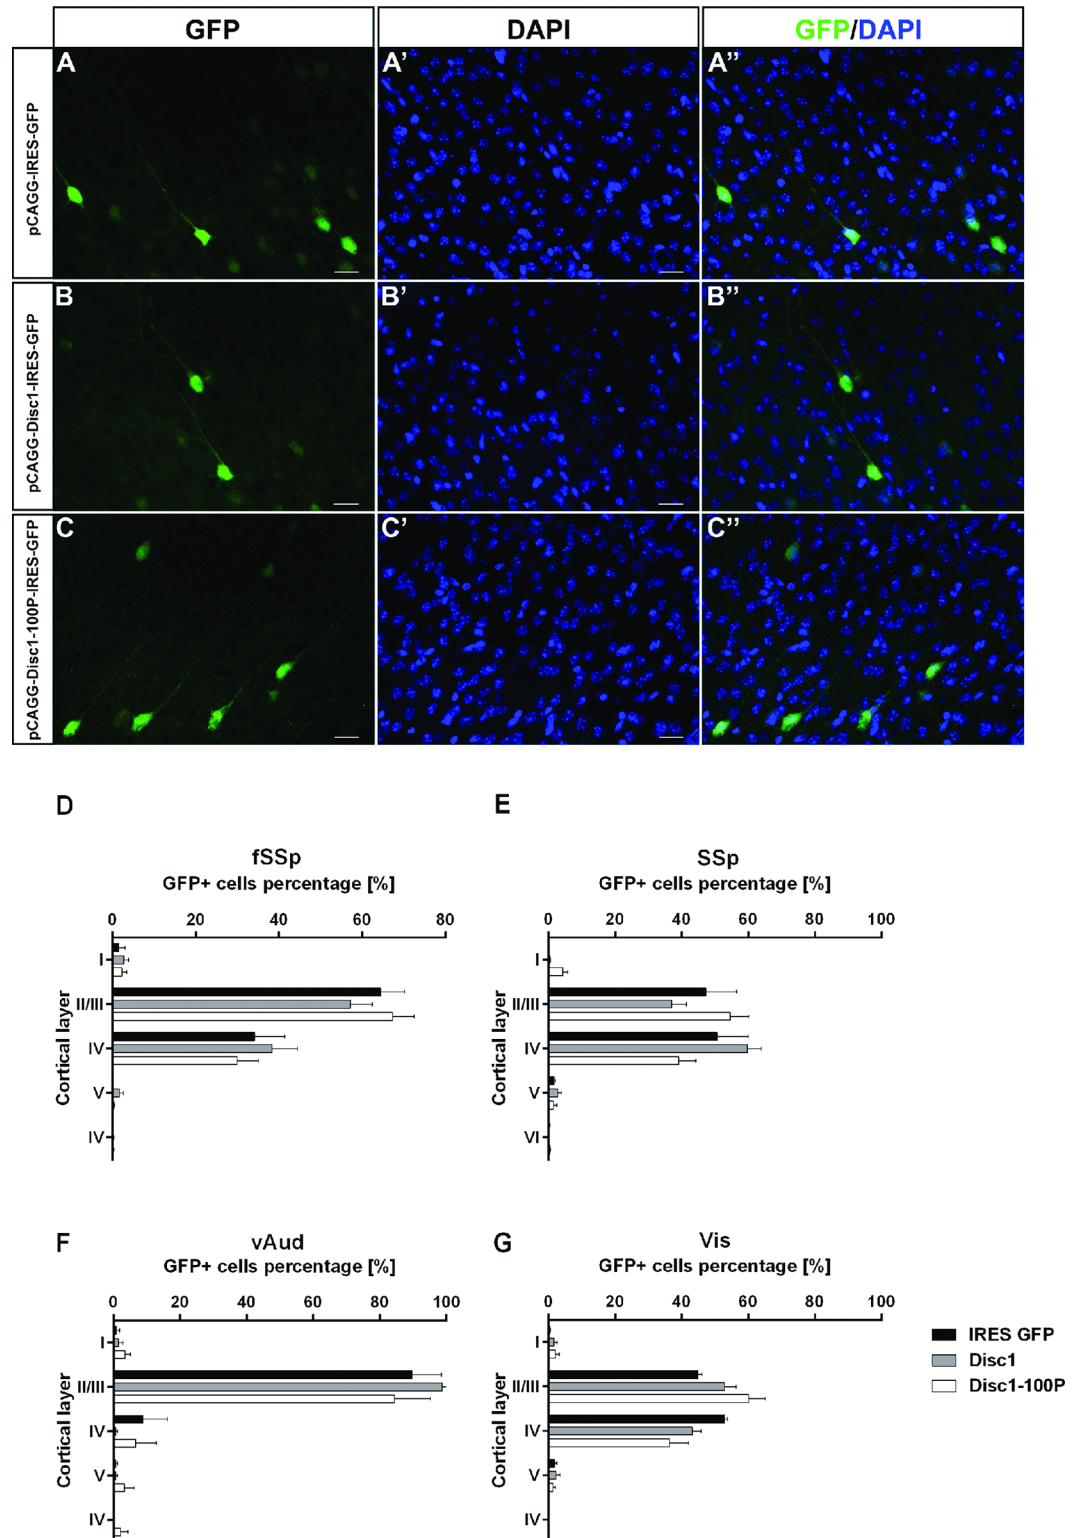 GFP
DAPI
GFP/DAPI
pCAGG-IRES-GFP
A
A’
A’’
pCAGG-Disc1-IRES-GFP
B
B’
B’’
pCAGG-Disc1-100P-IRES-GFP
C
C’
C’’
D
fSSp
GFP+ cells percentage [%]
0 20 40 60 80
Cortical layer
I
II/III
IV
V
IV
E
SSp
GFP+ cells percentage [%]
0 20 40 60 80 100
Cortical layer
I
II/III
IV
V
VI
F
vAud
GFP+ cells percentage [%]
0 20 40 60 80 100
Cortical layer
I
II/III
IV
V
IV
G
Vis
GFP+ cells percentage [%]
0 20 40 60 80 100
Cortical layer
I
II/III
IV
V
IV
IRES GFP
Disc1
Disc1-100P